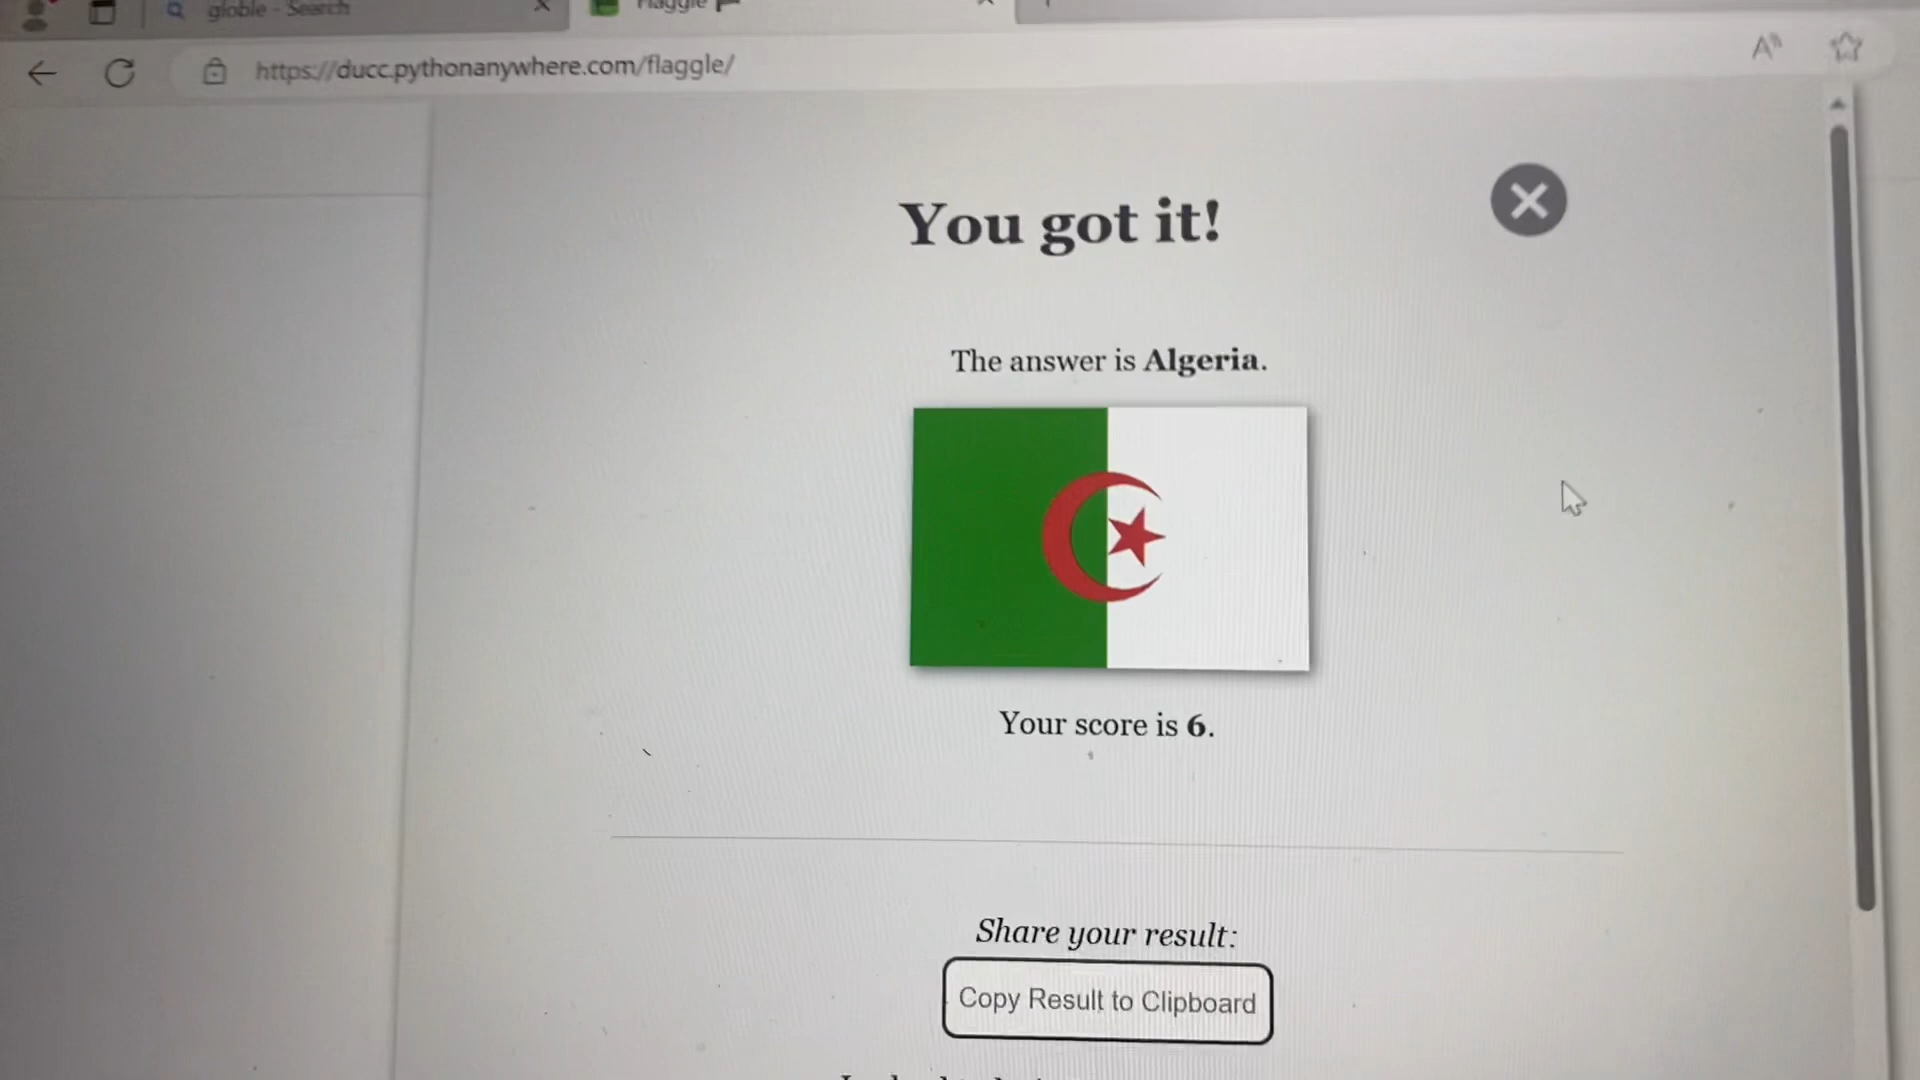 globle - Search
Flaggle
https://ducc.pythonanywhere.com/flaggle/
You got it!
The answer is Algeria.
Your score is 6.
Share your result:
Copy Result to Clipboard